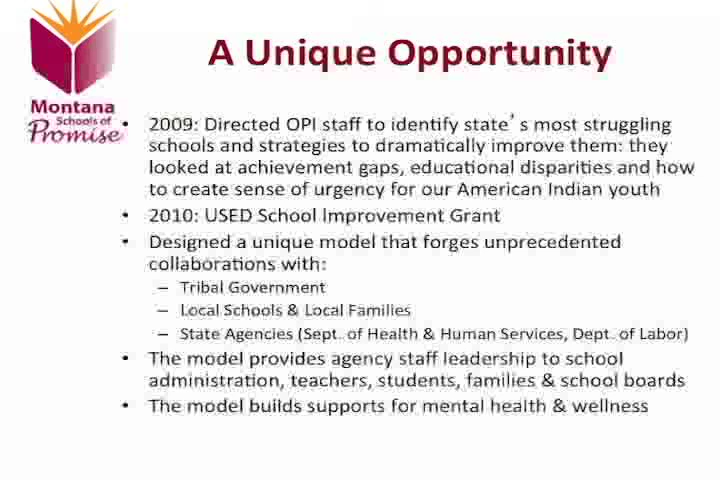 A Unique Opportunity
Montana
Schools of
Promise
• 2009: Directed OPI staff to identify state's most struggling
schools and strategies to dramatically improve them: they
looked at achievement gaps, educational disparities and how
to create sense of urgency for our American Indian youth
• 2010: USED School Improvement Grant
• Designed a unique model that forges unprecedented
collaborations with:
– Tribal Government
– Local Schools & Local Families
– State Agencies (Sept. of Health & Human Services, Dept. of Labor)
• The model provides agency staff leadership to school
administration, teachers, students, families & school boards
• The model builds supports for mental health & wellness